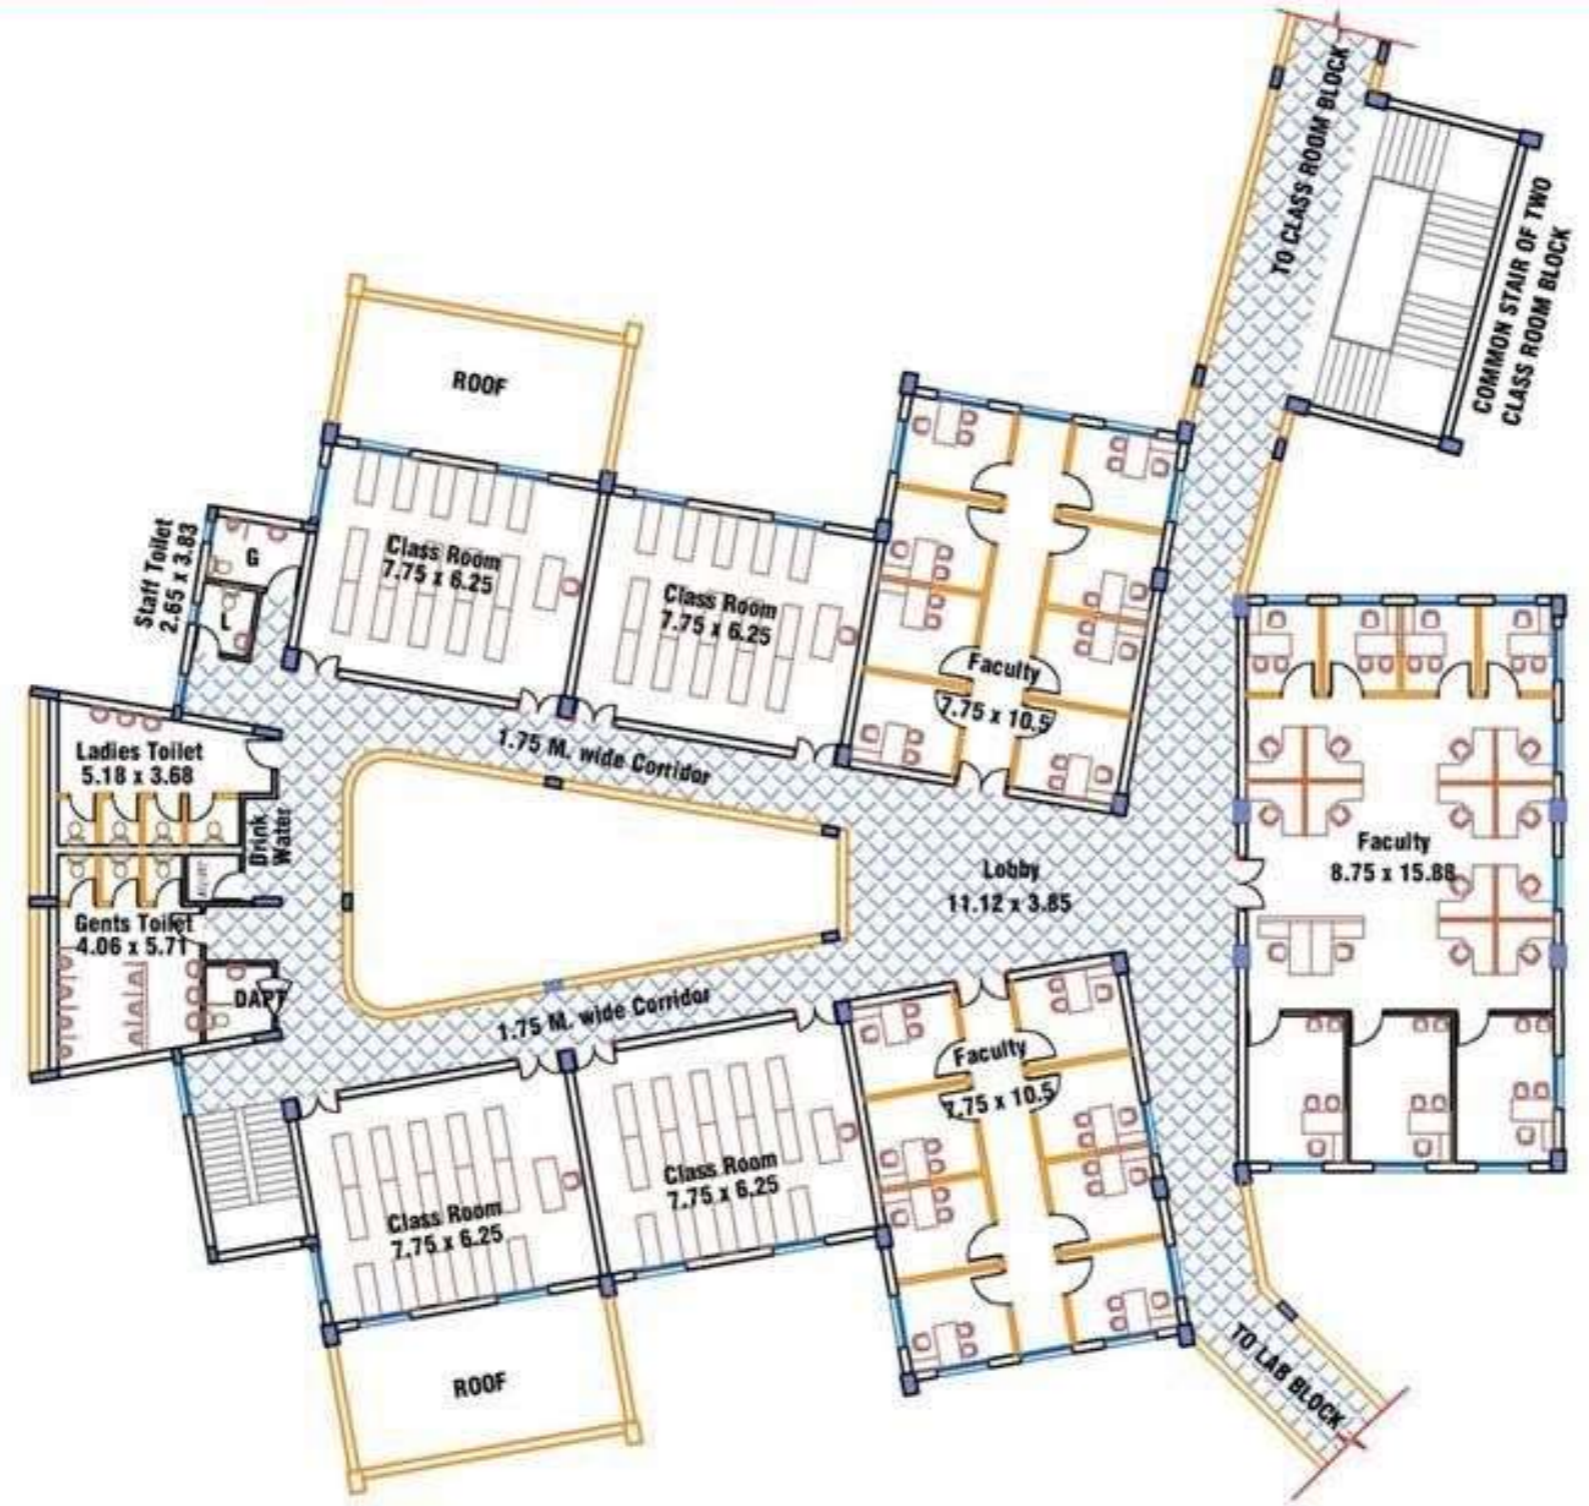 TO CLASS ROOM BLOCK
COMMON STAIR OF TWO
CLASS ROOM BLOCK
ROOF
Staff Toilet
2.65 x 3.83
G
L
Class Room
7.75 x 6.25
Class Room
7.75 x 6.25
Faculty
7.75 x 10.5
Ladies Toilet
5.18 x 3.68
1.75 M. wide Corridor
Drink
Water
Lobby
11.12 x 3.85
Faculty
8.75 x 15.88
Gents Toilet
4.06 x 5.71
DAPT
1.75 M. wide Corridor
Faculty
7.75 x 10.5
Class Room
7.75 x 6.25
Class Room
7.75 x 6.25
ROOF
TO LAB BLOCK